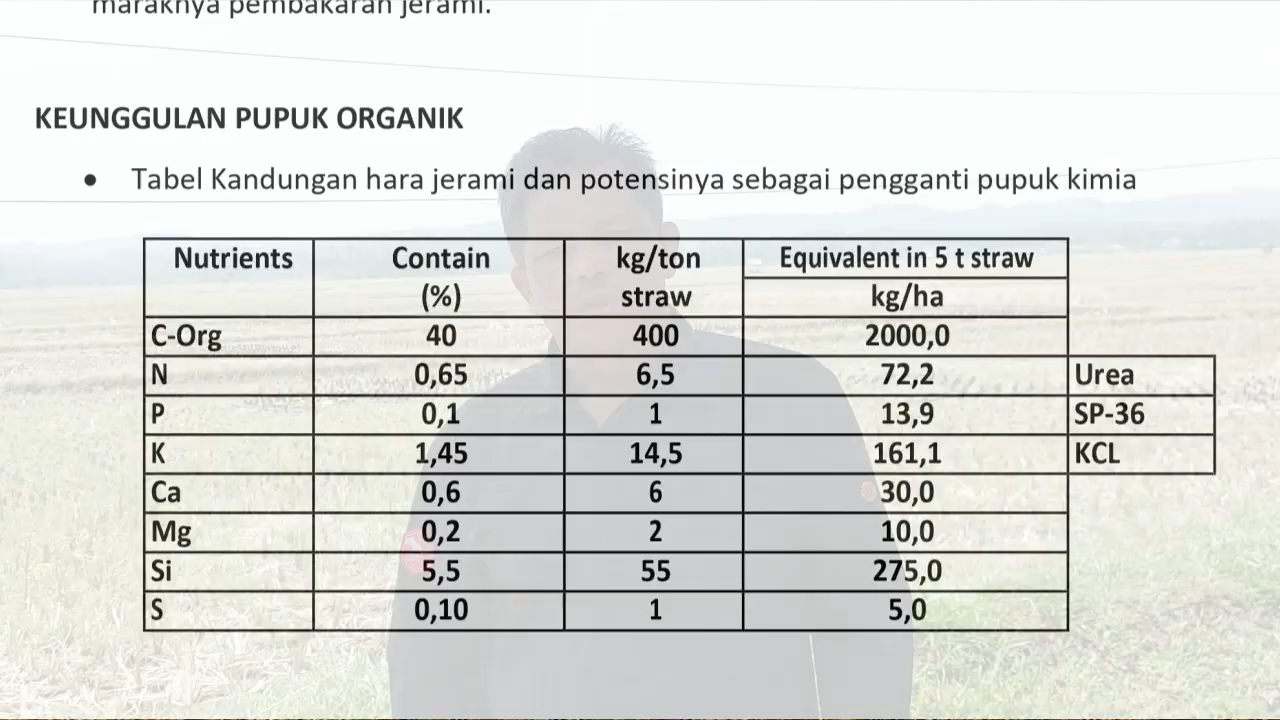 maraknya pembakaran jerami.
KEUNGGULAN PUPUK ORGANIK
• Tabel Kandungan hara jerami dan potensinya sebagai pengganti pupuk kimia
Nutrients Contain (%) kg/ton straw Equivalent in 5 t straw kg/ha
C-Org 40 400 2000,0
N 0,65 6,5 72,2 Urea
P 0,1 1 13,9 SP-36
K 1,45 14,5 161,1 KCL
Ca 0,6 6 30,0
Mg 0,2 2 10,0
Si 5,5 55 275,0
S 0,10 1 5,0